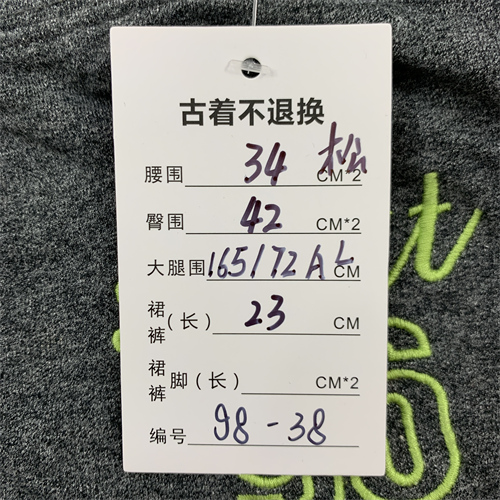 古着不退换
腰围 34 松 CM*2
臀围 42 CM*2
大腿围 165/72A L CM
裙裤(长) 23 CM
裙裤脚(长) CM*2
编号 98-38